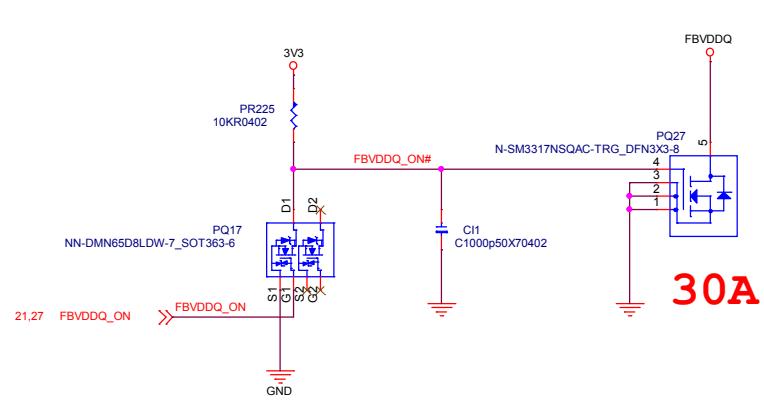 FBVDDQ
3V3
PR225
10KR0402
PQ27
N-SM3317NSQAC-TRG_DFN3X3-8
5
FBVDDQ_ON#
4
3
2
1
D1
D2
PQ17
NN-DMN65D8LDW-7_SOT363-6
CI1
C1000p50X70402
S1
G1
S2
G2
30A
21,27 FBVDDQ_ON
FBVDDQ_ON
GND